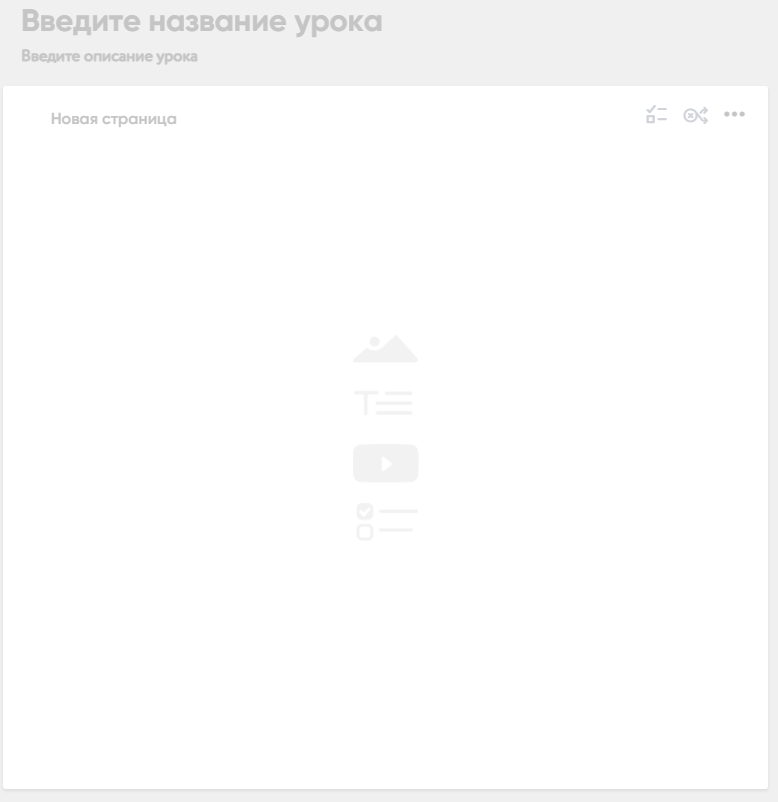 Введите название урока
Введите описание урока
Новая страница